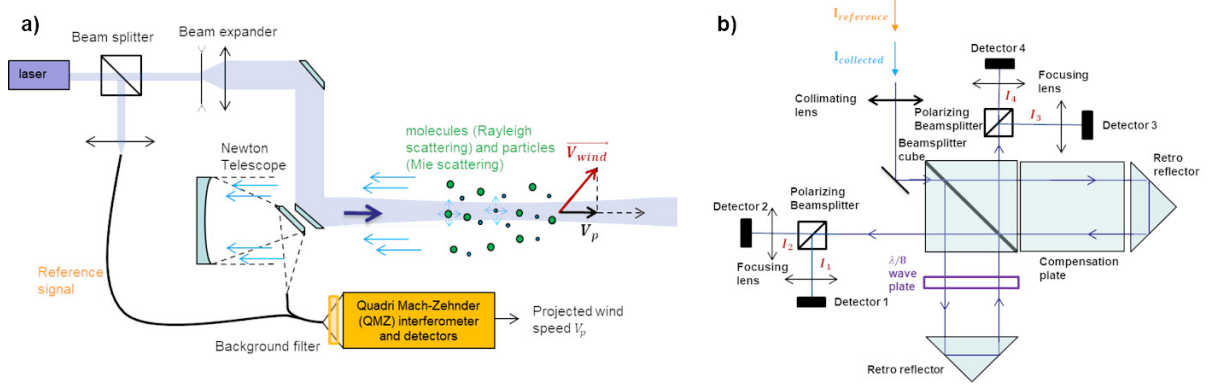 a)
Beam splitter
Beam expander
laser
Newton
Telescope
molecules (Rayleigh
scattering) and particles
(Mie scattering)
V_wind
V_p
Reference
signal
Background filter
Quadri Mach-Zehnder
(QMZ) interferometer
and detectors
Projected wind
speed V_p
b)
I_reference
I_collected
Collimating
lens
Detector 4
Focusing
lens
Polarizing
Beamsplitter
I_4
I_3
Detector 3
Beamsplitter
cube
Retro
reflector
Polarizing
Beamsplitter
Detector 2
I_2
I_1
Focusing
lens
Detector 1
λ/8
wave
plate
Compensation
plate
Retro reflector